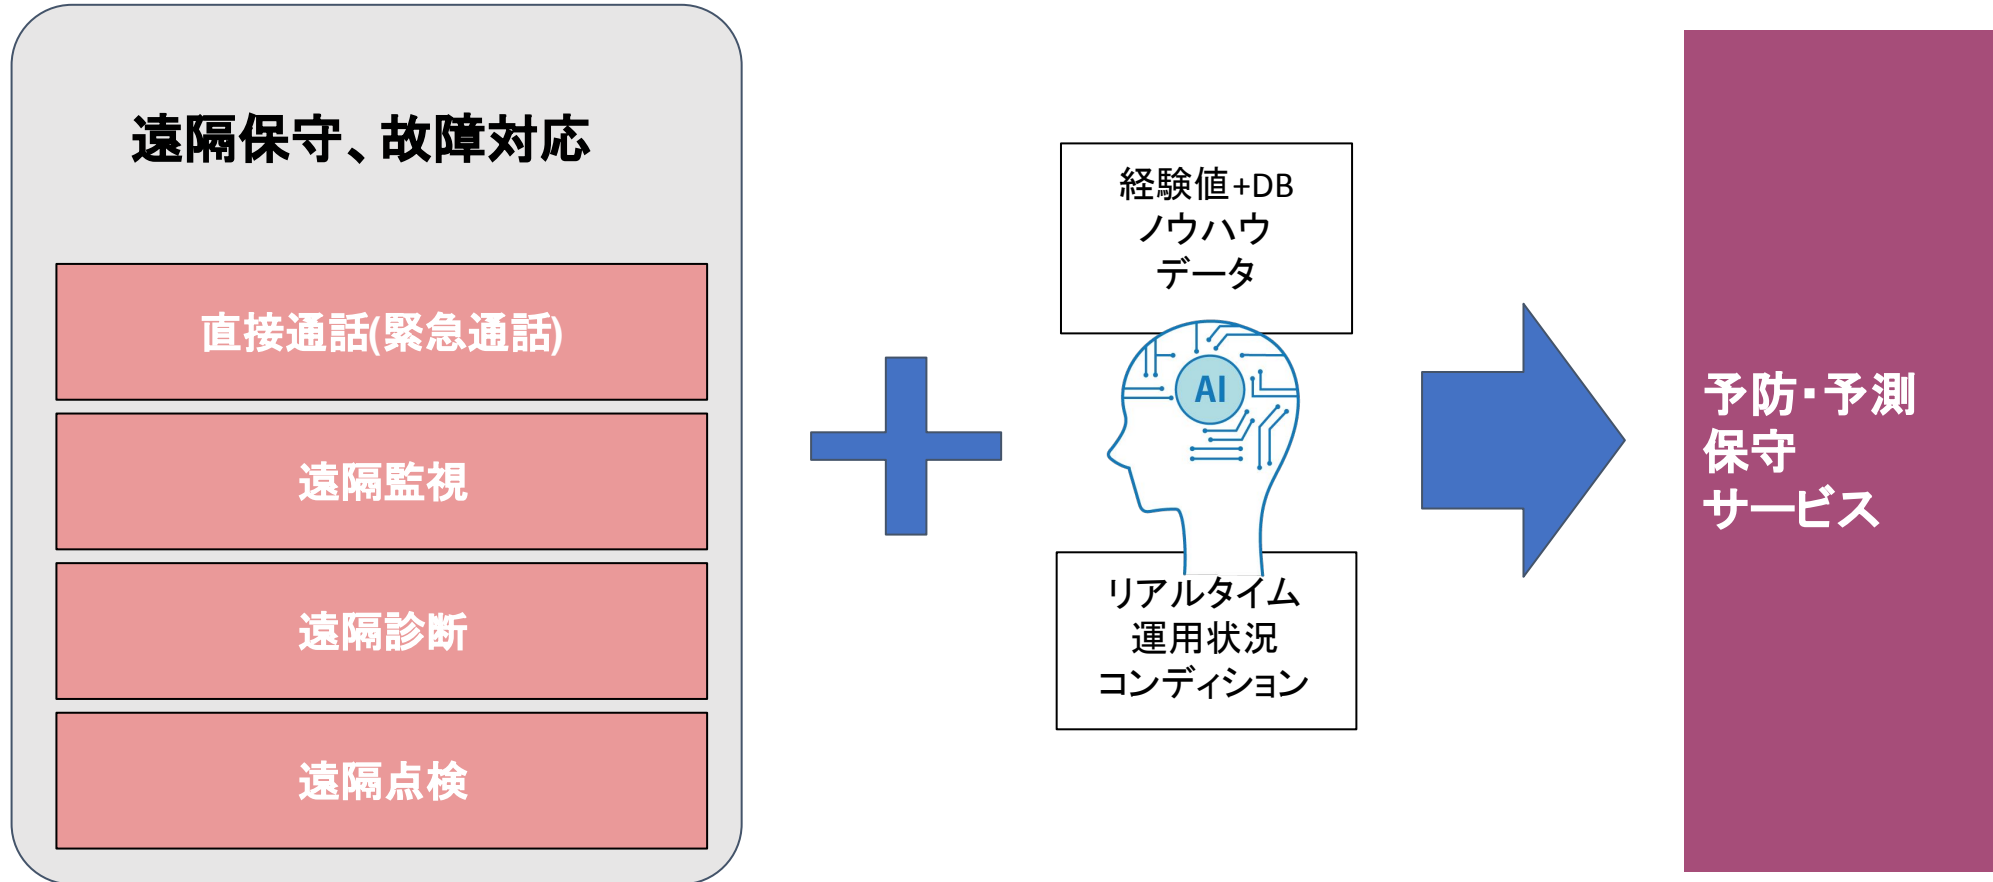 遠隔保守、故障対応
直接通話(緊急通話)
遠隔監視
遠隔診断
遠隔点検
経験値+DB
ノウハウ
データ
AI
リアルタイム
運用状況
コンディション
予防・予測
保守
サービス